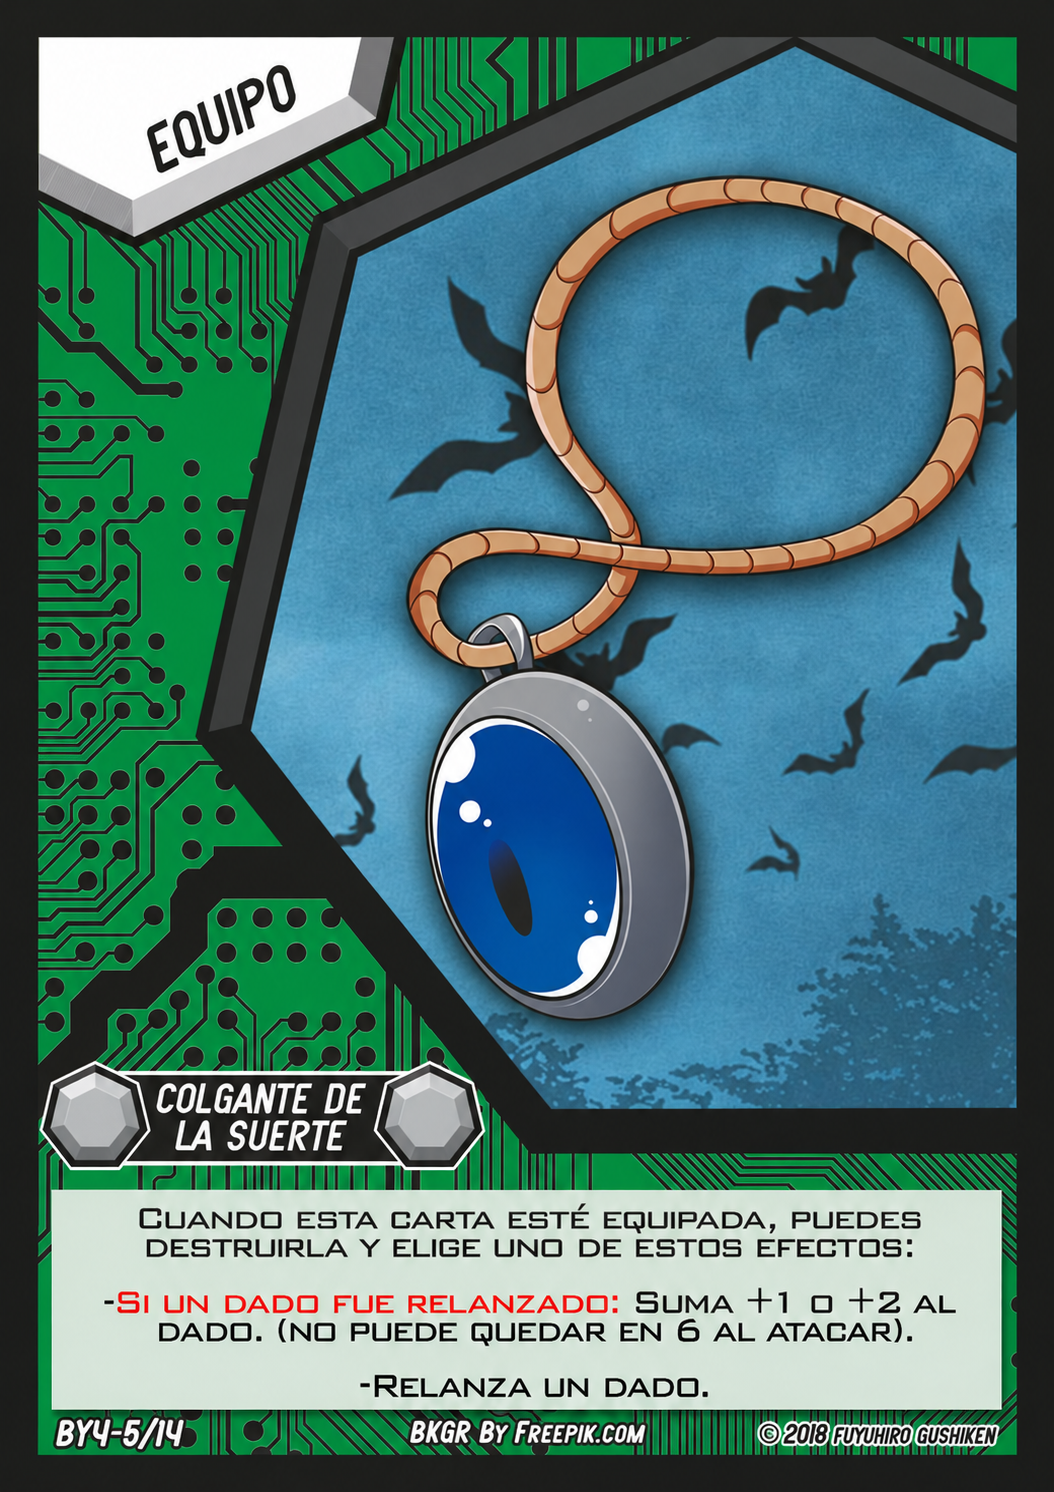 EQUIPO
COLGANTE DE
LA SUERTE
CUANDO ESTA CARTA ESTÉ EQUIPADA, PUEDES
DESTRUIRLA Y ELIGE UNO DE ESTOS EFECTOS:
-SI UN DADO FUE RELANZADO: SUMA +1 O +2 AL
DADO. (NO PUEDE QUEDAR EN 6 AL ATACAR).
-RELANZA UN DADO.
BY4-5/14
BKGR BY FREEPIK.COM
© 2018 FUYUHIRO GUSHIKEN